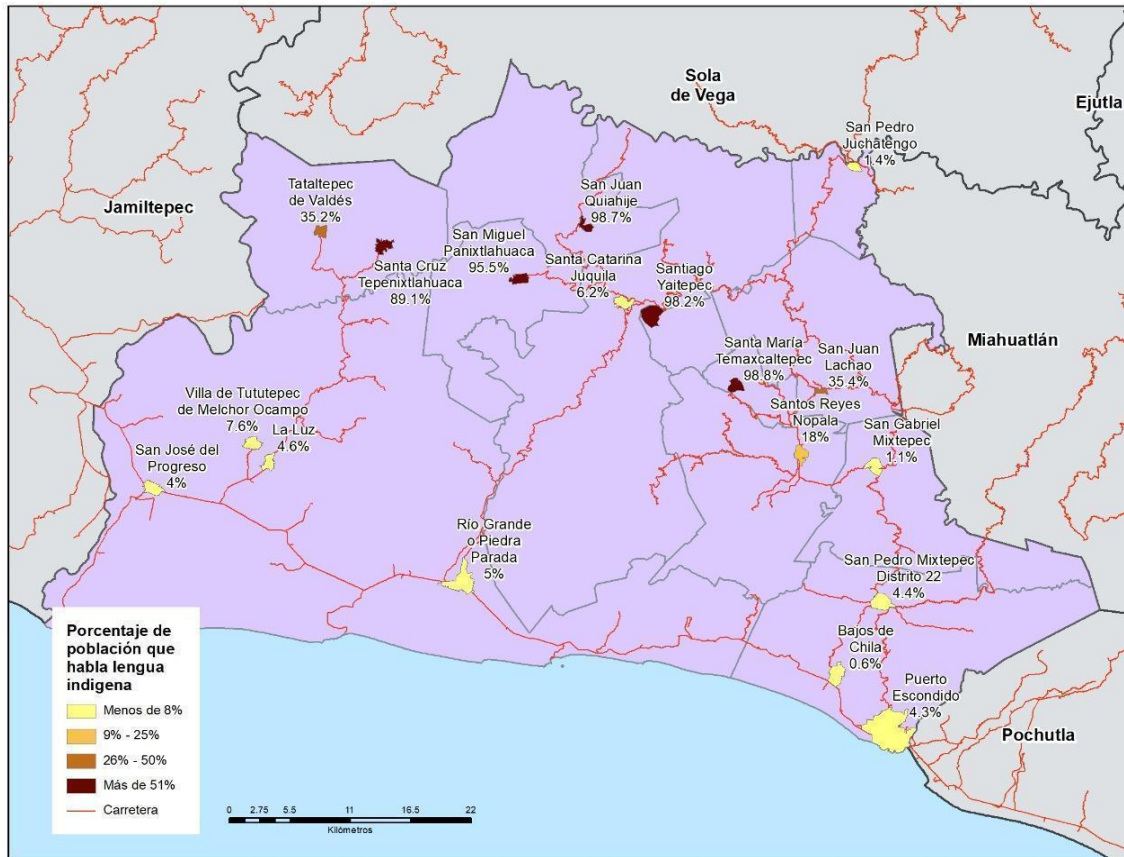 Sola
de Vega
Ejutla
San Pedro
Juchatengo
1.4%
Jamiltepec
Tataltepec
de Valdés
35.2%
San Juan
Quiahije
98.7%
San Miguel
Panixtlahuaca
95.5%
Santa Cruz
Tepenixtlahuaca
89.1%
Santa Catarina
Juquila
6.2%
Santiago
Yaitepec
98.2%
Miahuatlán
Santa María
Temaxcaltepec
98.8%
San Juan
Lachao
35.4%
Santos Reyes
Nopala
18%
San Gabriel
Mixtepec
1.1%
Villa de Tututepec
de Melchor Ocampo
7.6%
La Luz
4.6%
San José del
Progreso
4%
Río Grande
o Piedra
Parada
5%
San Pedro Mixtepec
Distrito 22
4.4%
Bajos de
Chila
0.6%
Puerto
Escondido
4.3%
Pochutla
Porcentaje de
población que
habla lengua
indigena
Menos de 8%
9% - 25%
26% - 50%
Más de 51%
Carretera
0 2.75 5.5 11 16.5 22
Kilómetros